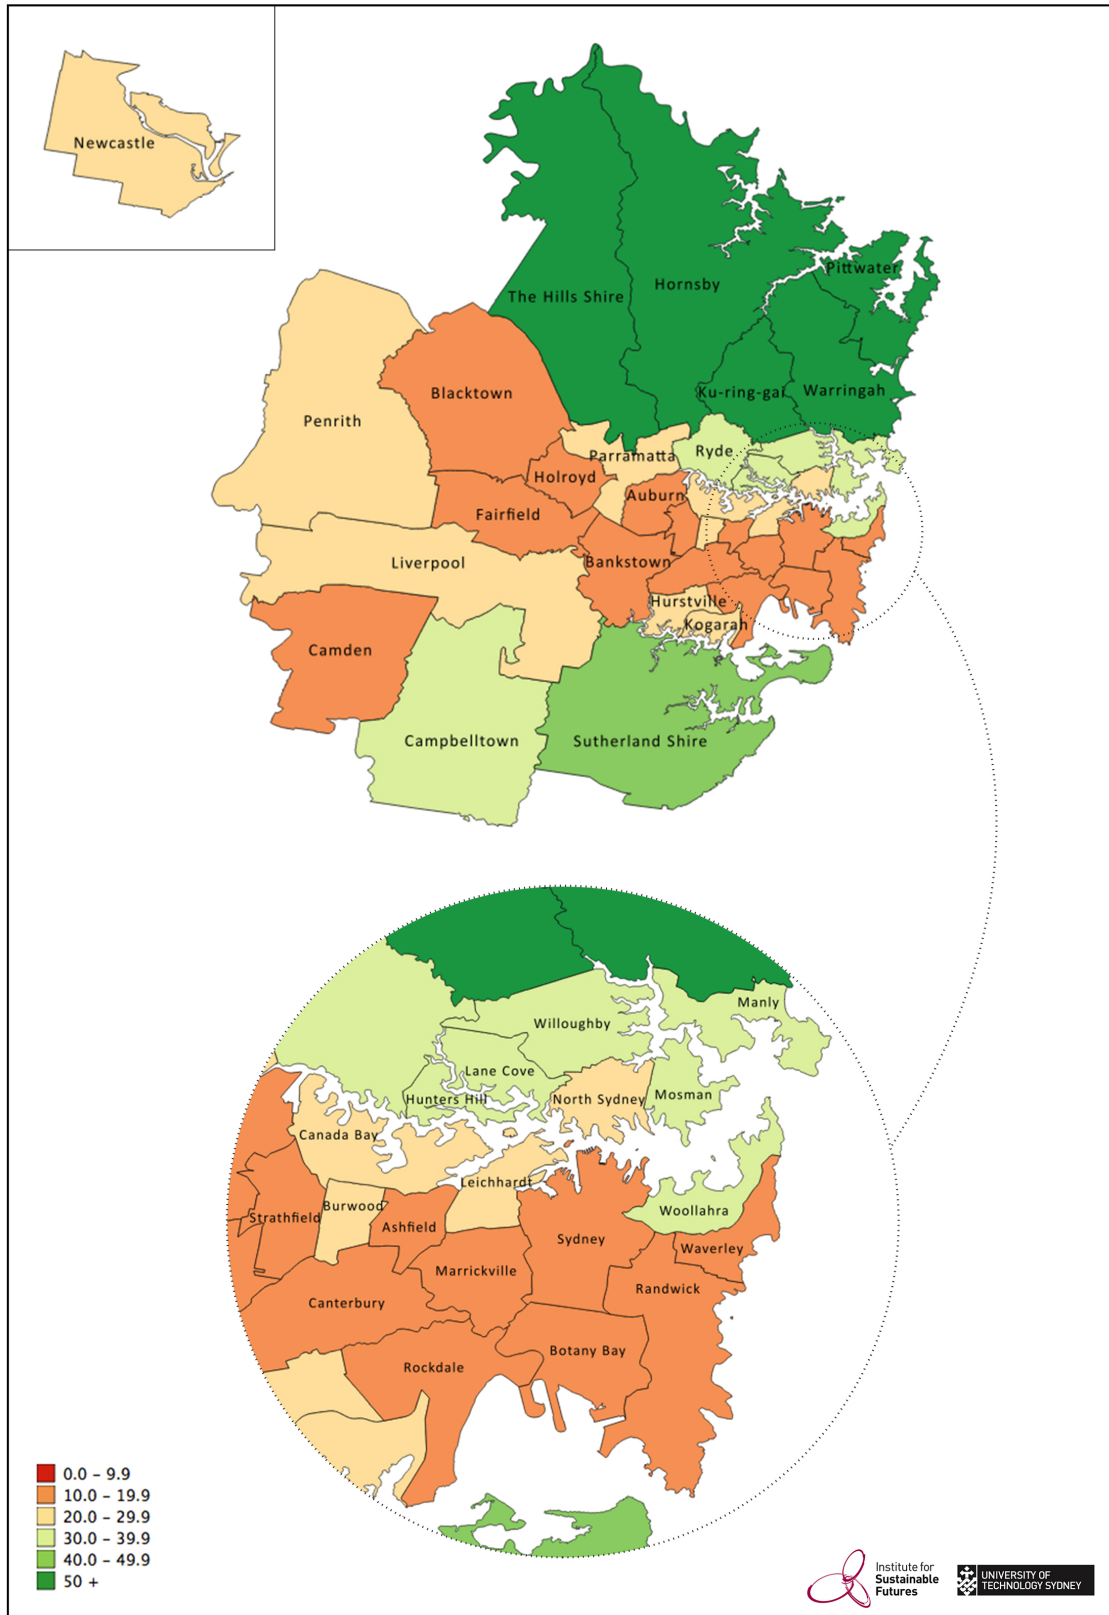 Newcastle
Pittwater
Hornsby
The Hills Shire
Ku-ring-gai
Warringah
Blacktown
Penrith
Ryde
Parramatta
Holroyd
Auburn
Fairfield
Liverpool
Bankstown
Hurstville
Kogarah
Camden
Campbelltown
Sutherland Shire
Manly
Willoughby
Lane Cove
Hunters Hill
North Sydney
Mosman
Canada Bay
Leichhardt
Burwood
Woollahra
Strathfield
Ashfield
Sydney
Waverley
Marrickville
Randwick
Canterbury
Botany Bay
Rockdale
0.0 – 9.9
10.0 – 19.9
20.0 – 29.9
30.0 – 39.9
40.0 – 49.9
50 +
Institute for
Sustainable
Futures
UNIVERSITY OF
TECHNOLOGY SYDNEY